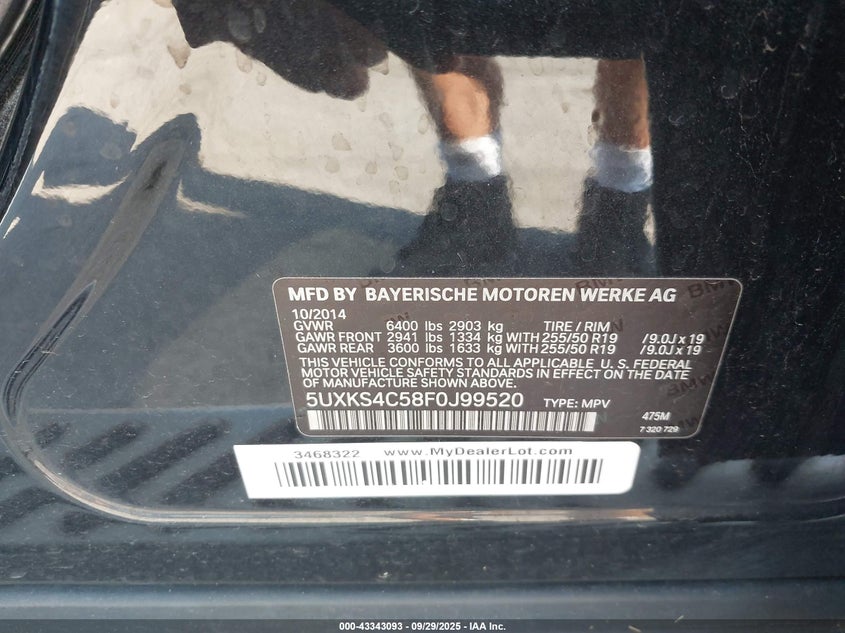 MFD BY BAYERISCHE MOTOREN WERKE AG
10/2014
GVWR 6400 lbs 2903 kg TIRE / RIM
GAWR FRONT 2941 lbs 1334 kg WITH 255/50 R19 /9.0J x 19
GAWR REAR 3600 lbs 1633 kg WITH 255/50 R19 /9.0J x 19
THIS VEHICLE CONFORMS TO ALL APPLICABLE U. S. FEDERAL
MOTOR VEHICLE SAFETY STANDARDS IN EFFECT ON THE DATE OF
MANUFACTURE SHOWN ABOVE.
5UXKS4C58F0J99520 TYPE: MPV 475M
7 320 729
3468322 www.MyDealerLot.com
000-43343093 - 09/29/2025 - IAA Inc.